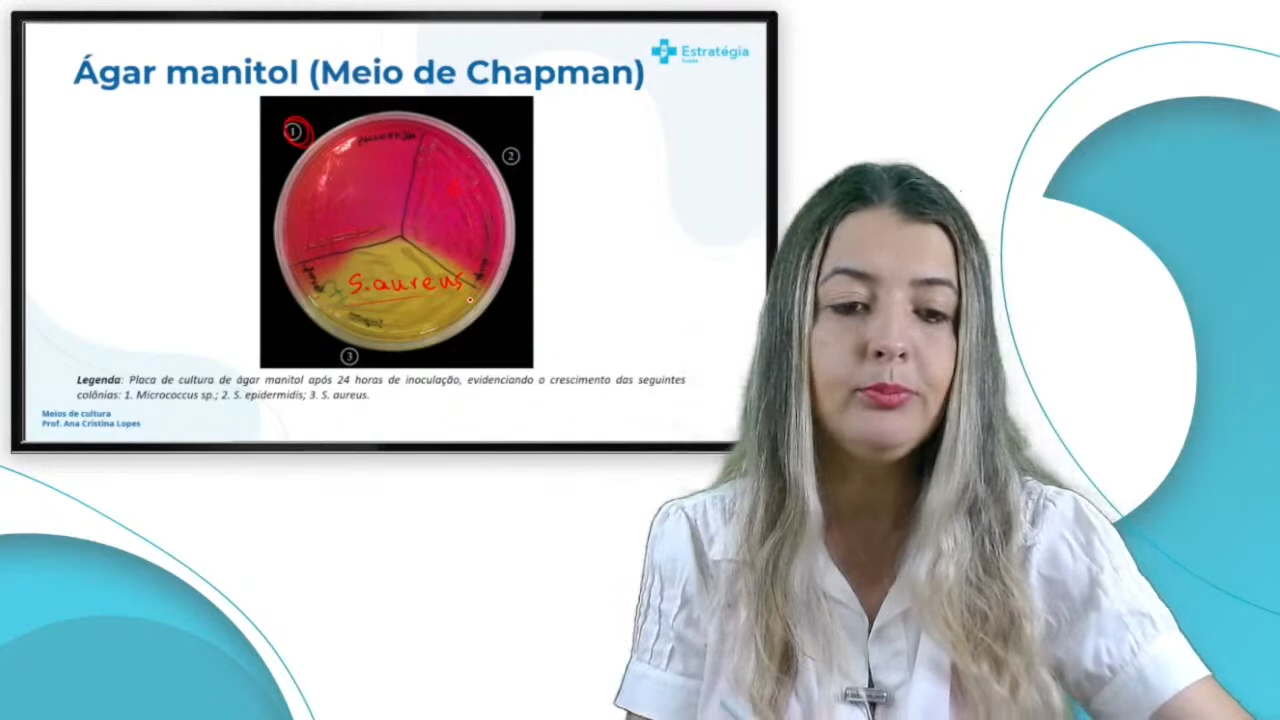 Ágar manitol (Meio de Chapman)
Estratégia
Saúde
1
2
S.aureus
3
Legenda: Placa de cultura de ágar manitol após 24 horas de inoculação, evidenciando o crescimento das seguintes
colônias: 1. Micrococcus sp.; 2. S. epidermidis; 3. S. aureus.
Meios de cultura
Prof. Ana Cristina Lopes